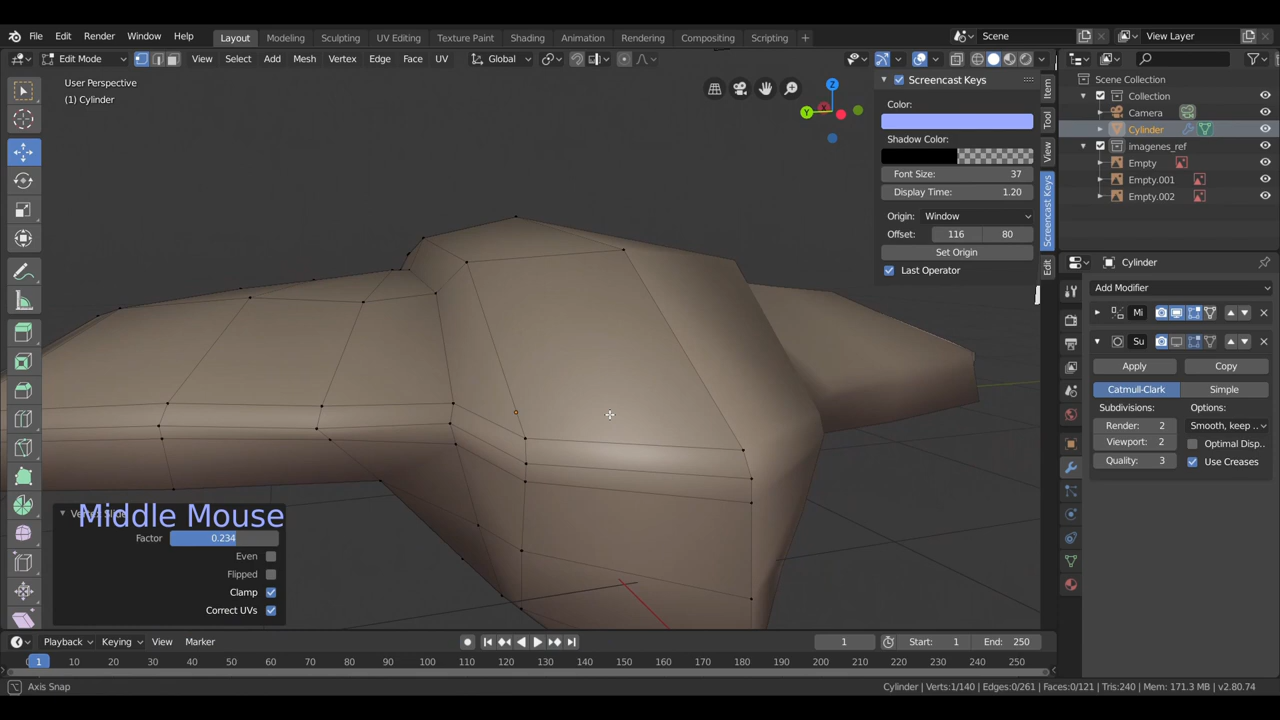 File Edit Render Window Help Layout Modeling Sculpting UV Editing Texture Paint Shading Animation Rendering Compositing Scripting + Scene View Layer
Edit Mode View Select Add Mesh Vertex Edge Face UV Global
User Perspective
(1) Cylinder
Screencast Keys
Color:
Shadow Color:
Font Size: 37
Display Time: 1.20
Origin: Window
Offset: 116 80
Set Origin
Last Operator
Item
Tool
View
Screencast Keys
Edit
X
Y
Z
Scene Collection
Collection
Camera
Cylinder
imagenes_ref
Empty
Empty.001
Empty.002
Cylinder
Add Modifier
Mi
Su
Apply Copy
Catmull-Clark Simple
Subdivisions: Options:
Render: 2 Smooth, keep ..
Viewport: 2 Optimal Disp..
Quality: 3 Use Creases
Middle Mouse
Factor 0.234
Even
Flipped
Clamp
Correct UVs
Playback Keying View Marker 1 Start: 1 End: 250
1 10 20 30 40 50 60 70 80 90 100 110 120 130 140 150 160 170 180 190 200 210 220 230 240 250
Axis Snap
Cylinder | Verts:1/140 | Edges:0/261 | Faces:0/121 | Tris:240 | Mem: 171.3 MB | v2.80.74